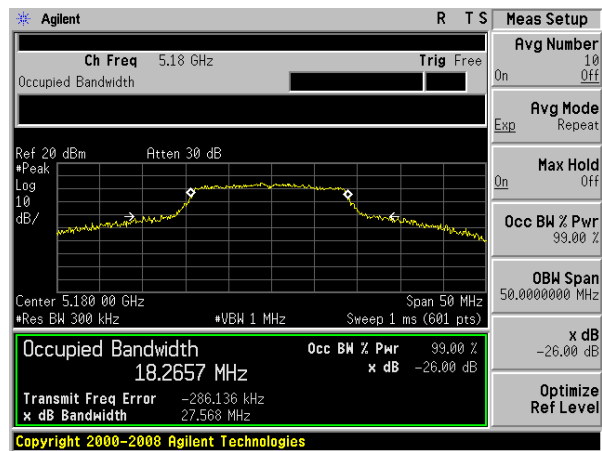 Agilent R T S Meas Setup
Avg Number
10
On Off
Ch Freq 5.18 GHz Trig Free
Occupied Bandwidth
Avg Mode
Exp Repeat
Ref 20 dBm Atten 30 dB
#Peak
Log
10
dB/
Max Hold
On Off
Occ BW % Pwr
99.00 %
OBW Span
50.0000000 MHz
Center 5.180 00 GHz Span 50 MHz
#Res BW 300 kHz #VBW 1 MHz Sweep 1 ms (601 pts)
x dB
-26.00 dB
Occupied Bandwidth Occ BW % Pwr 99.00 %
18.2657 MHz x dB -26.00 dB
Transmit Freq Error -286.136 kHz
x dB Bandwidth 27.568 MHz
Optimize
Ref Level
Copyright 2000-2008 Agilent Technologies